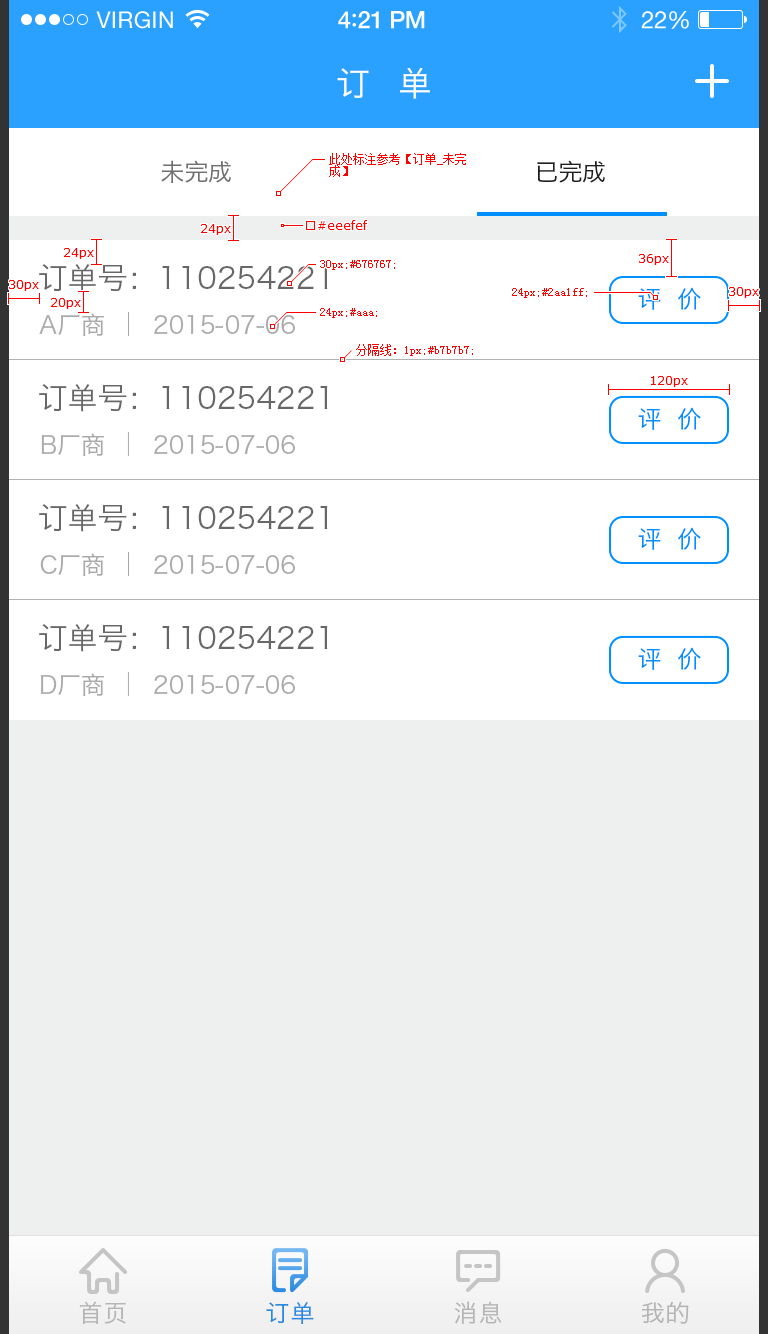 VIRGIN 4:21 PM 22%
订 单
未完成 此处标注参考【订单_未完成】 已完成
24px #eeefef
24px 30px;#676767; 36px
订单号：110254221 24px;#2aa1ff; 评 价
30px 20px 30px
A厂商 2015-07-06 24px;#aaa;
分隔线：1px;#b7b7b7;
120px
订单号：110254221 评 价
B厂商 2015-07-06
订单号：110254221 评 价
C厂商 2015-07-06
订单号：110254221 评 价
D厂商 2015-07-06
首页 订单 消息 我的